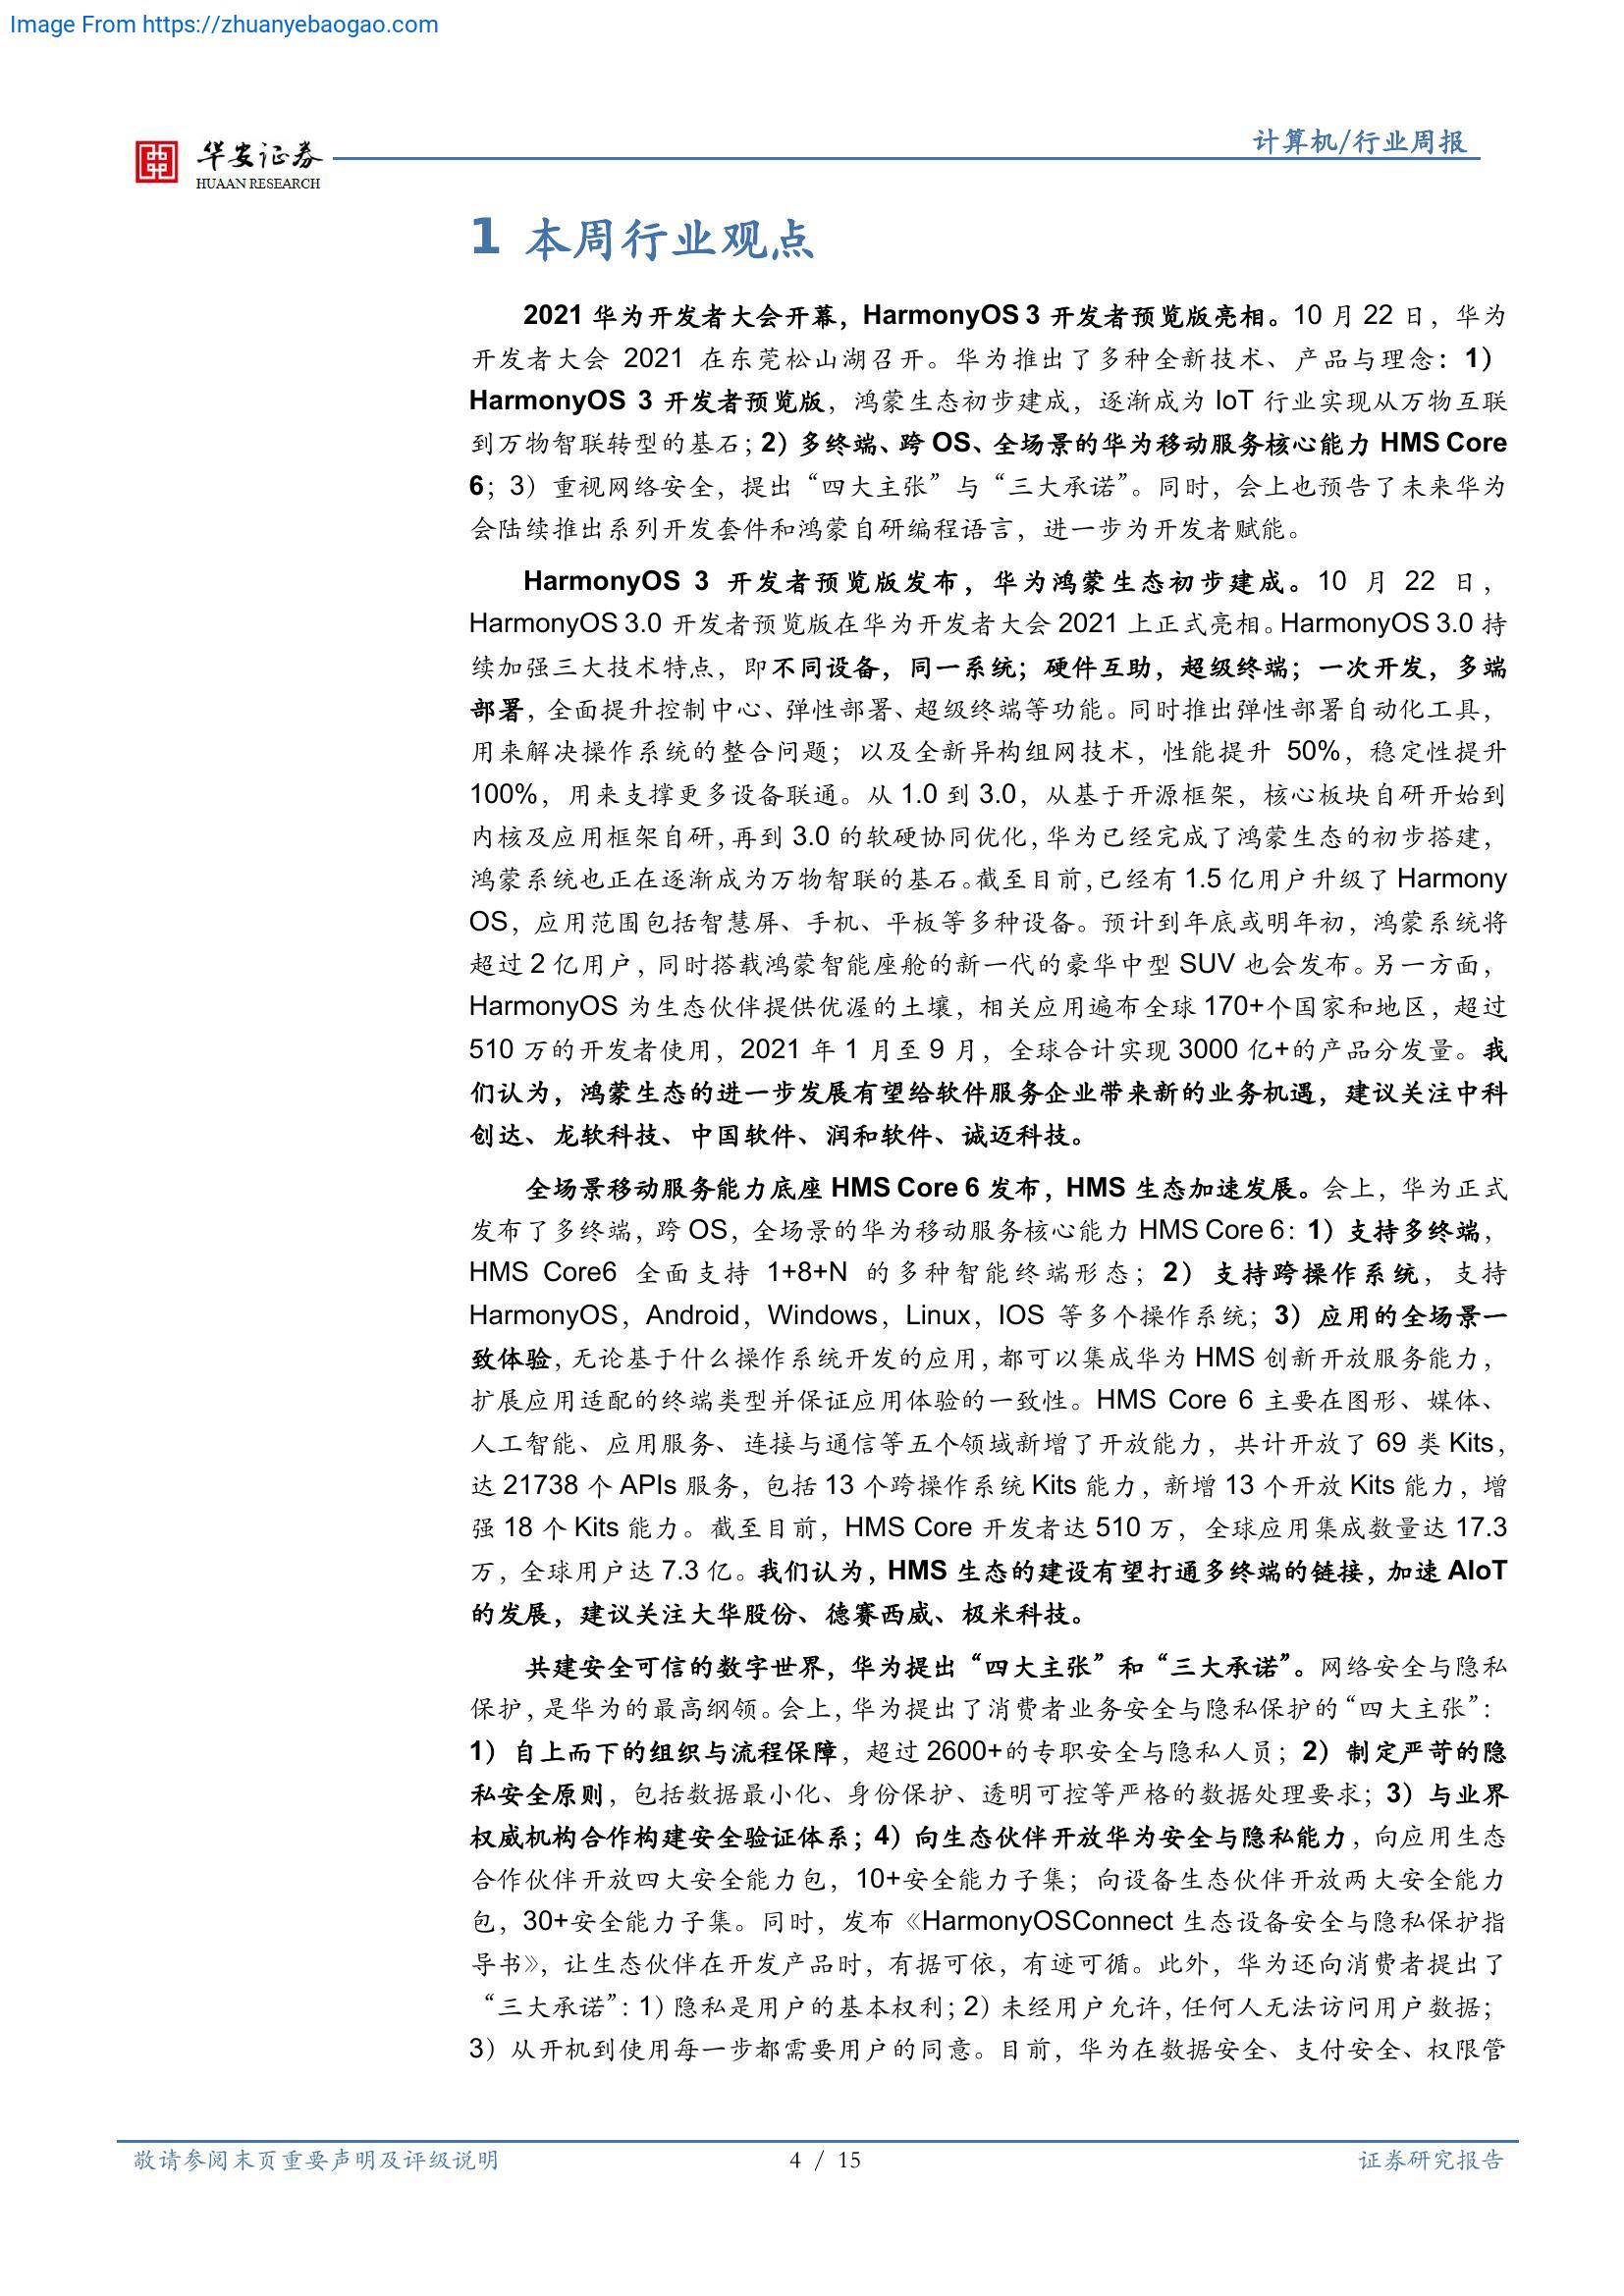 Image From https://zhuanyebaogao.com
华安证券
HUAAN RESEARCH
计算机/行业周报
1 本周行业观点
2021 华为开发者大会开幕，HarmonyOS 3 开发者预览版亮相。10 月 22 日，华为
开发者大会 2021 在东莞松山湖召开。华为推出了多种全新技术、产品与理念：1）
HarmonyOS 3 开发者预览版，鸿蒙生态初步建成，逐渐成为 IoT 行业实现从万物互联
到万物智联转型的基石；2）多终端、跨 OS、全场景的华为移动服务核心能力 HMS Core
6；3）重视网络安全，提出“四大主张”与“三大承诺”。同时，会上也预告了未来华为
会陆续推出系列开发套件和鸿蒙自研编程语言，进一步为开发者赋能。
HarmonyOS 3 开发者预览版发布，华为鸿蒙生态初步建成。10 月 22 日，
HarmonyOS 3.0 开发者预览版在华为开发者大会 2021 上正式亮相。HarmonyOS 3.0 持
续加强三大技术特点，即不同设备，同一系统；硬件互助，超级终端；一次开发，多端
部署，全面提升控制中心、弹性部署、超级终端等功能。同时推出弹性部署自动化工具，
用来解决操作系统的整合问题；以及全新异构组网技术，性能提升 50%，稳定性提升
100%，用来支撑更多设备联通。从 1.0 到 3.0，从基于开源框架，核心板块自研开始到
内核及应用框架自研，再到 3.0 的软硬协同优化，华为已经完成了鸿蒙生态的初步搭建，
鸿蒙系统也正在逐渐成为万物智联的基石。截至目前，已经有 1.5 亿用户升级了 Harmony
OS，应用范围包括智慧屏、手机、平板等多种设备。预计到年底或明年初，鸿蒙系统将
超过 2 亿用户，同时搭载鸿蒙智能座舱的新一代的豪华中型 SUV 也会发布。另一方面，
HarmonyOS 为生态伙伴提供优渥的土壤，相关应用遍布全球 170+个国家和地区，超过
510 万的开发者使用，2021 年 1 月至 9 月，全球合计实现 3000 亿+的产品分发量。我
们认为，鸿蒙生态的进一步发展有望给软件服务企业带来新的业务机遇，建议关注中科
创达、龙软科技、中国软件、润和软件、诚迈科技。
全场景移动服务能力底座 HMS Core 6 发布，HMS 生态加速发展。会上，华为正式
发布了多终端，跨 OS，全场景的华为移动服务核心能力 HMS Core 6：1）支持多终端，
HMS Core6 全面支持 1+8+N 的多种智能终端形态；2）支持跨操作系统，支持
HarmonyOS，Android，Windows，Linux，IOS 等多个操作系统；3）应用的全场景一
致体验，无论基于什么操作系统开发的应用，都可以集成华为 HMS 创新开放服务能力，
扩展应用适配的终端类型并保证应用体验的一致性。HMS Core 6 主要在图形、媒体、
人工智能、应用服务、连接与通信等五个领域新增了开放能力，共计开放了 69 类 Kits，
达 21738 个 APIs 服务，包括 13 个跨操作系统 Kits 能力，新增 13 个开放 Kits 能力，增
强 18 个 Kits 能力。截至目前，HMS Core 开发者达 510 万，全球应用集成数量达 17.3
万，全球用户达 7.3 亿。我们认为，HMS 生态的建设有望打通多终端的链接，加速 AIoT
的发展，建议关注大华股份、德赛西威、极米科技。
共建安全可信的数字世界，华为提出“四大主张”和“三大承诺”。网络安全与隐私
保护，是华为的最高纲领。会上，华为提出了消费者业务安全与隐私保护的“四大主张”：
1）自上而下的组织与流程保障，超过 2600+的专职安全与隐私人员；2）制定严苛的隐
私安全原则，包括数据最小化、身份保护、透明可控等严格的数据处理要求；3）与业界
权威机构合作构建安全验证体系；4）向生态伙伴开放华为安全与隐私能力，向应用生态
合作伙伴开放四大安全能力包，10+安全能力子集；向设备生态伙伴开放两大安全能力
包，30+安全能力子集。同时，发布《HarmonyOSConnect 生态设备安全与隐私保护指
导书》，让生态伙伴在开发产品时，有据可依，有迹可循。此外，华为还向消费者提出了
“三大承诺”：1）隐私是用户的基本权利；2）未经用户允许，任何人无法访问用户数据；
3）从开机到使用每一步都需要用户的同意。目前，华为在数据安全、支付安全、权限管
敬请参阅末页重要声明及评级说明
4 / 15
证券研究报告